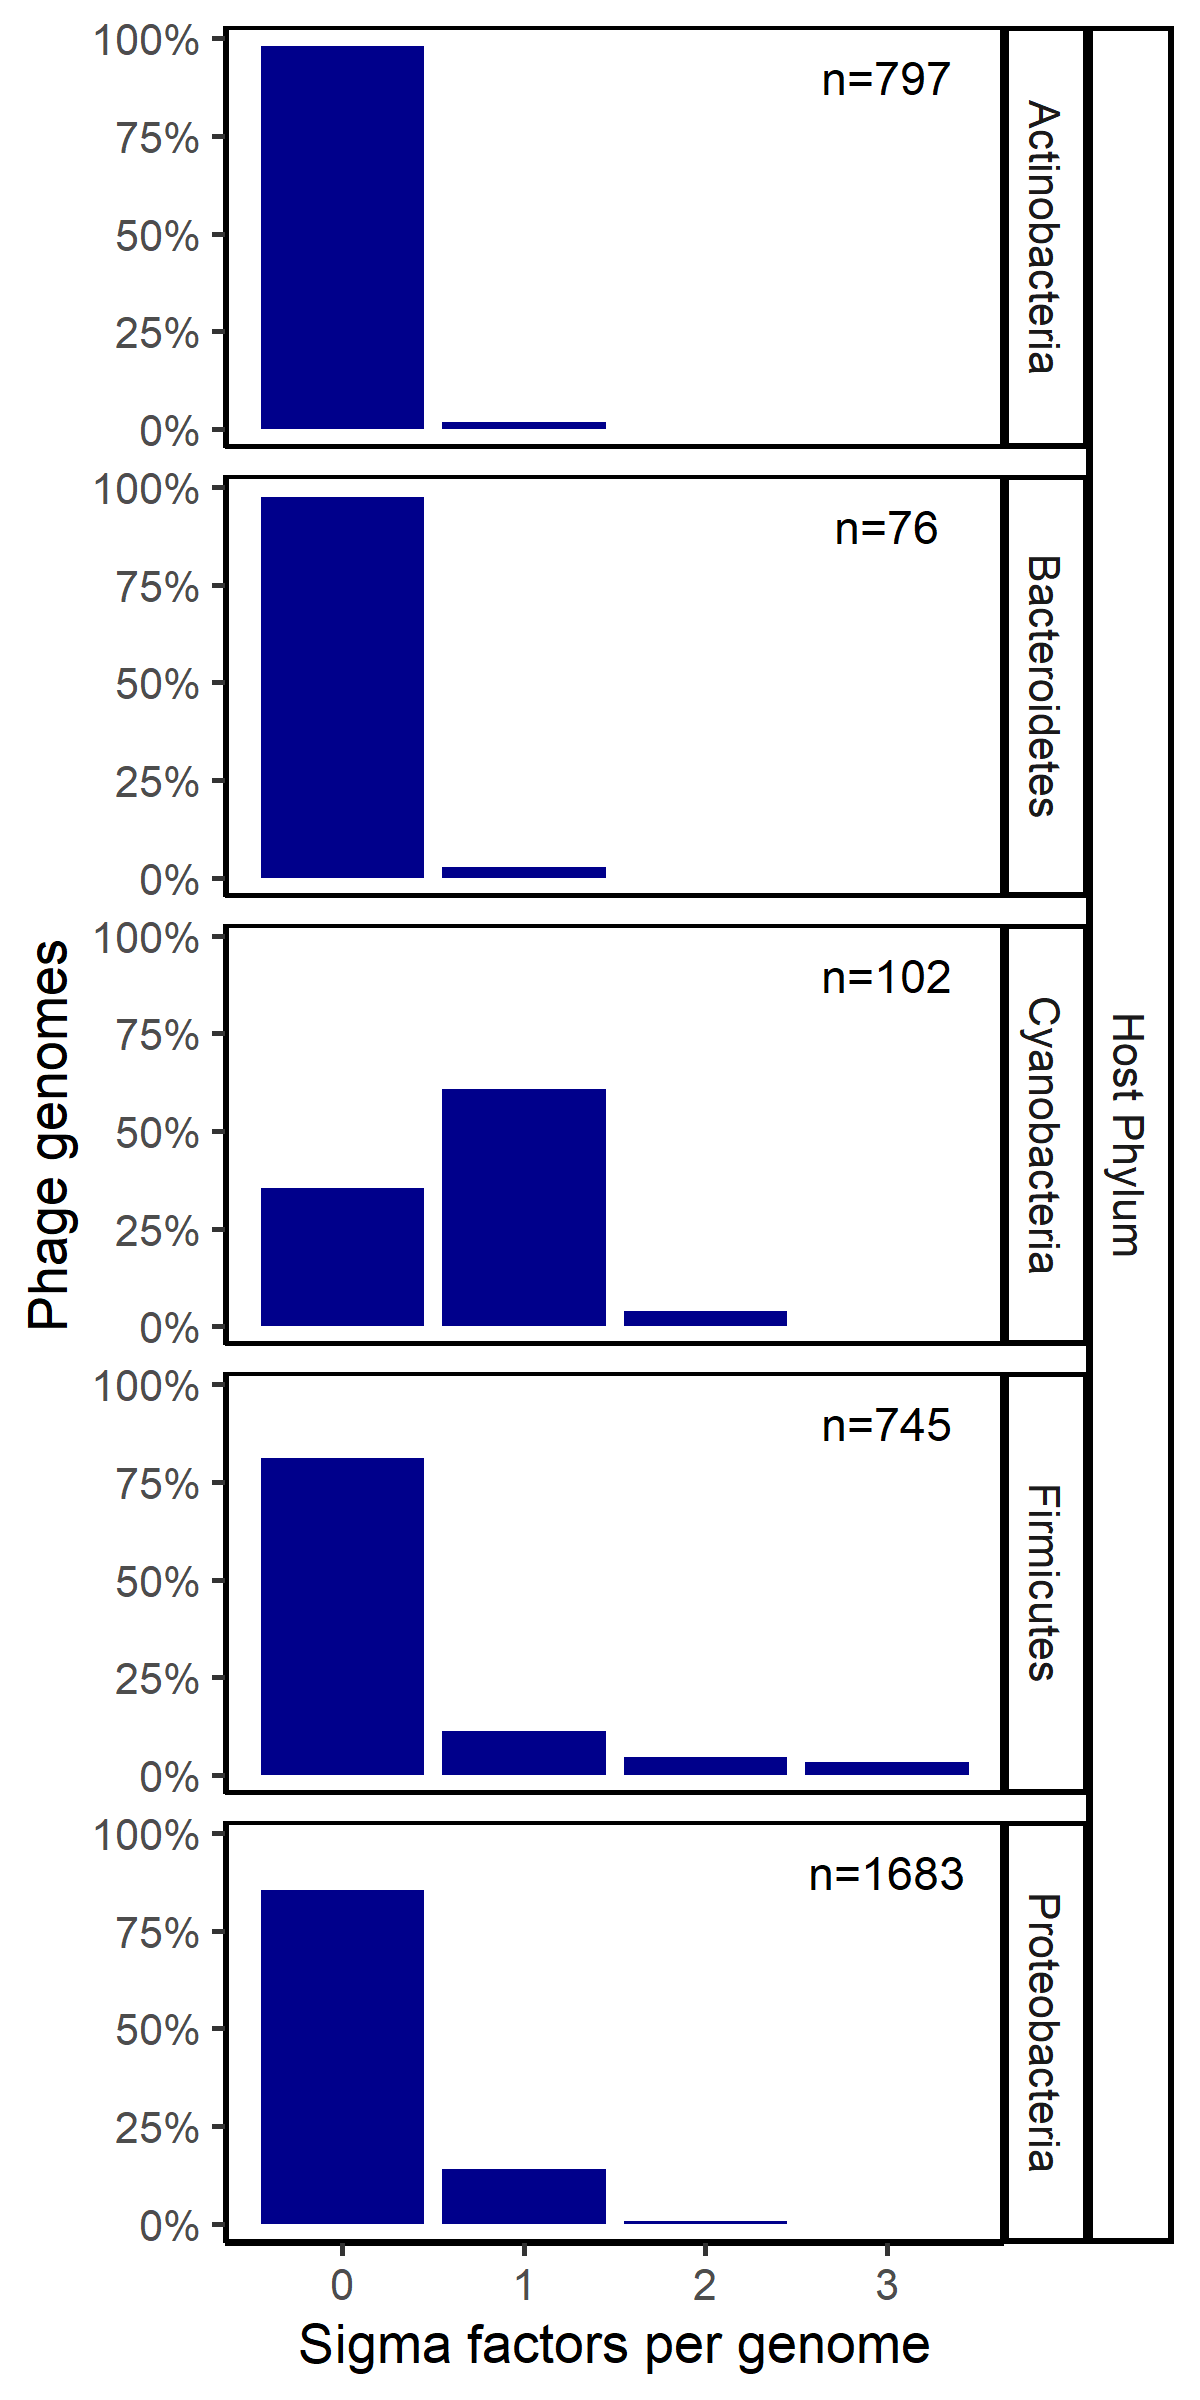 100%
75%
50%
25%
0%
n=797
Actinobacteria
100%
75%
50%
25%
0%
n=76
Bacteroidetes
100%
75%
50%
25%
0%
n=102
Cyanobacteria
100%
75%
50%
25%
0%
n=745
Firmicutes
100%
75%
50%
25%
0%
n=1683
Proteobacteria
Host Phylum
Phage genomes
0 1 2 3
Sigma factors per genome